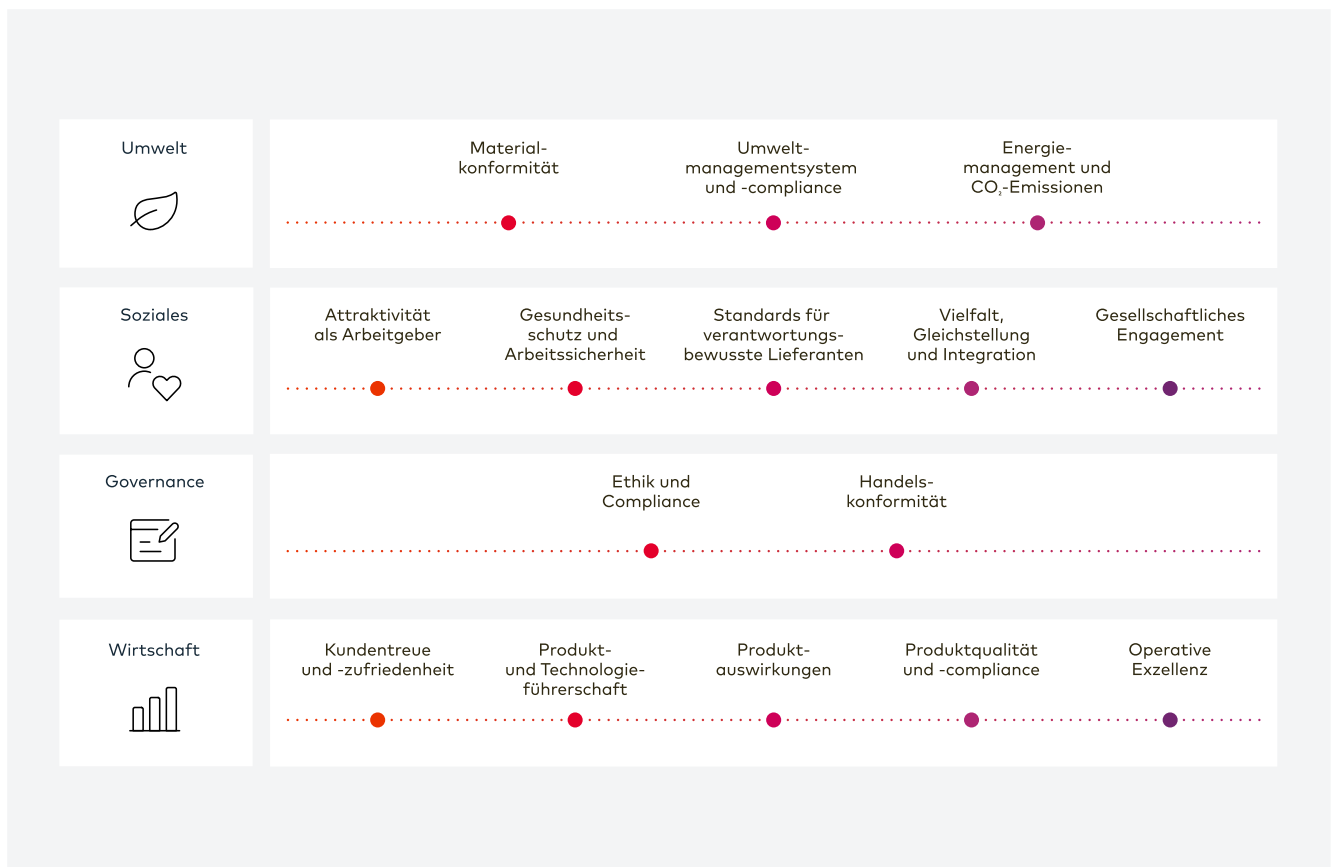 Umwelt
Material-
konformität
Umwelt-
managementsystem
und -compliance
Energie-
management und
CO₂-Emissionen
Soziales
Attraktivität
als Arbeitgeber
Gesundheits-
schutz und
Arbeitssicherheit
Standards für
verantwortungs-
bewusste Lieferanten
Vielfalt,
Gleichstellung
und Integration
Gesellschaftliches
Engagement
Governance
Ethik und
Compliance
Handels-
konformität
Wirtschaft
Kundentreue
und -zufriedenheit
Produkt-
und Technologie-
führerschaft
Produkt-
auswirkungen
Produktqualität
und -compliance
Operative
Exzellenz